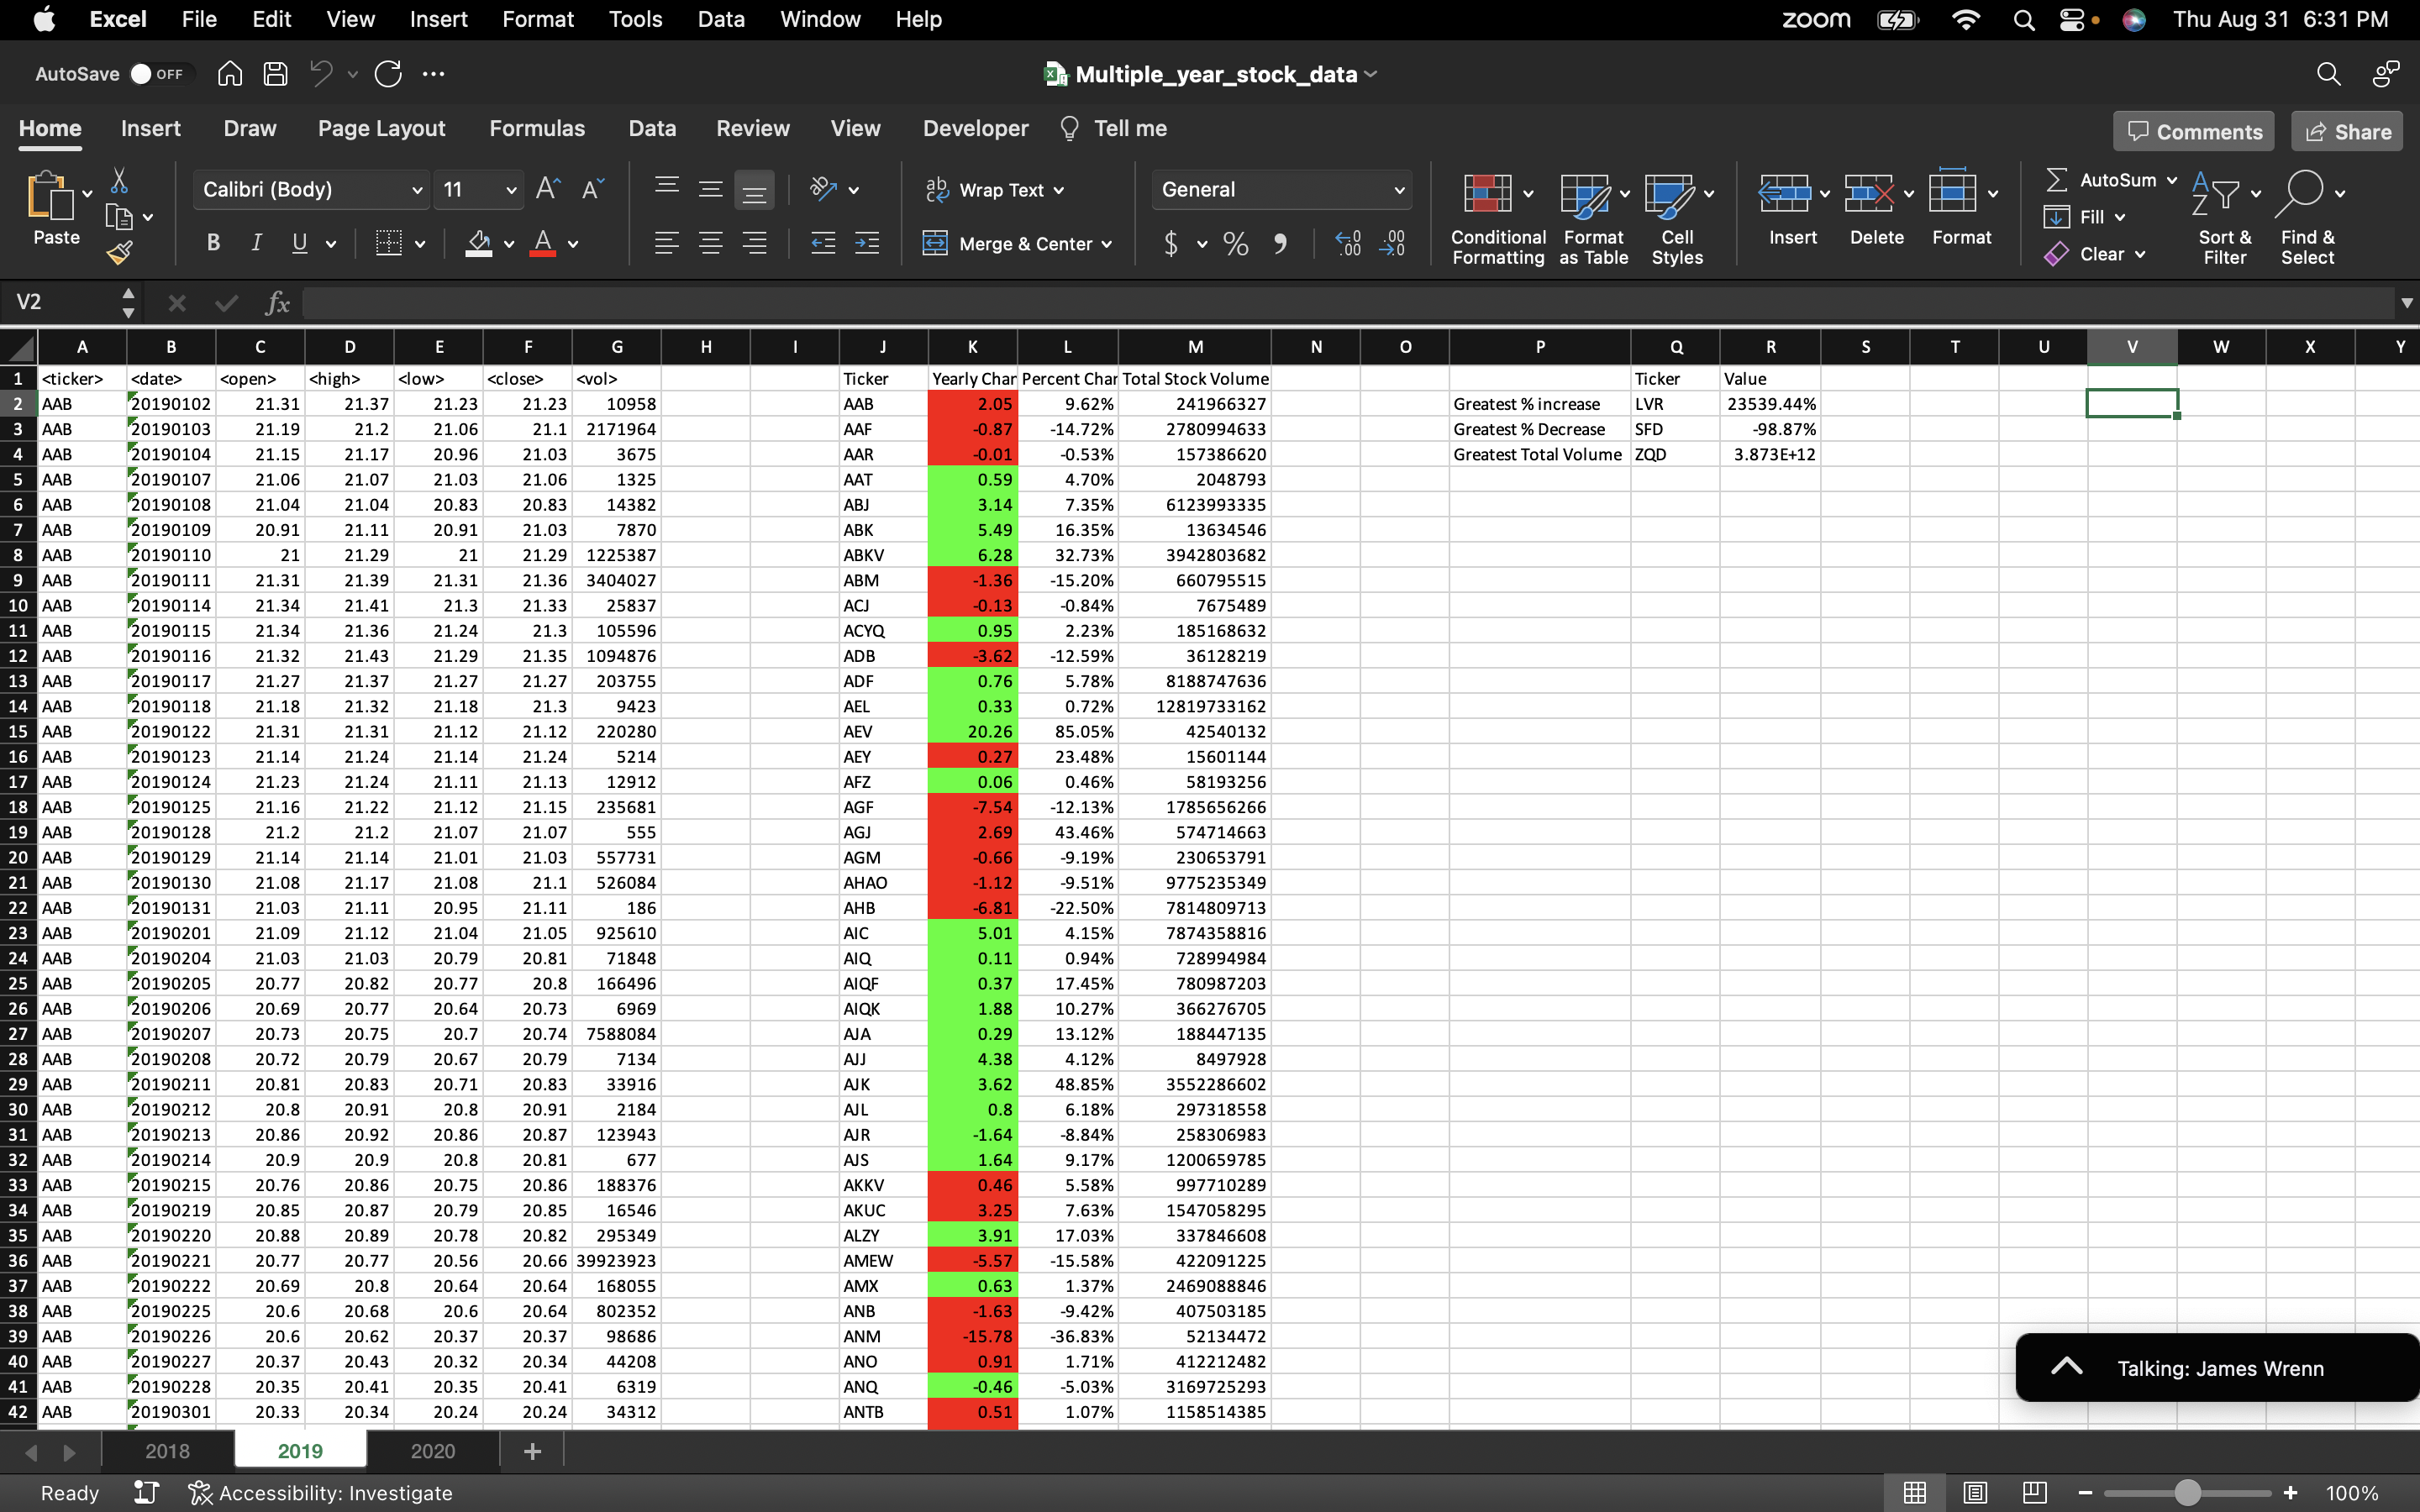 Excel File Edit View Insert Format Tools Data Window Help zoom Thu Aug 31 6:31 PM
AutoSave OFF Multiple_year_stock_data
Home Insert Draw Page Layout Formulas Data Review View Developer Tell me Comments Share
Paste Calibri (Body) 11 Wrap Text General AutoSum
B I U Merge & Center $ % Conditional Formatting Format as Table Cell Styles Insert Delete Format Fill Clear Sort & Filter Find & Select
V2 fx
A B C D E F G H I J K L M N O P Q R S T U V W X Y
1 <ticker> <date> <open> <high> <low> <close> <vol> Ticker Yearly Char Percent Char Total Stock Volume Ticker Value
2 AAB 20190102 21.31 21.37 21.23 21.23 10958 AAB 2.05 9.62% 241966327 Greatest % increase LVR 23539.44%
3 AAB 20190103 21.19 21.2 21.06 21.1 2171964 AAF -0.87 -14.72% 2780994633 Greatest % Decrease SFD -98.87%
4 AAB 20190104 21.15 21.17 20.96 21.03 3675 AAR -0.01 -0.53% 157386620 Greatest Total Volume ZQD 3.873E+12
5 AAB 20190107 21.06 21.07 21.03 21.06 1325 AAT 0.59 4.70% 2048793
6 AAB 20190108 21.04 21.04 20.83 20.83 14382 ABJ 3.14 7.35% 6123993335
7 AAB 20190109 20.91 21.11 20.91 21.03 7870 ABK 5.49 16.35% 13634546
8 AAB 20190110 21 21.29 21 21.29 1225387 ABKV 6.28 32.73% 3942803682
9 AAB 20190111 21.31 21.39 21.31 21.36 3404027 ABM -1.36 -15.20% 660795515
10 AAB 20190114 21.34 21.41 21.3 21.33 25837 ACJ -0.13 -0.84% 7675489
11 AAB 20190115 21.34 21.36 21.24 21.3 105596 ACYQ 0.95 2.23% 185168632
12 AAB 20190116 21.32 21.43 21.29 21.35 1094876 ADB -3.62 -12.59% 36128219
13 AAB 20190117 21.27 21.37 21.27 21.27 203755 ADF 0.76 5.78% 8188747636
14 AAB 20190118 21.18 21.32 21.18 21.3 9423 AEL 0.33 0.72% 12819733162
15 AAB 20190122 21.31 21.31 21.12 21.12 220280 AEV 20.26 85.05% 42540132
16 AAB 20190123 21.14 21.24 21.14 21.24 5214 AEY 0.27 23.48% 15601144
17 AAB 20190124 21.23 21.24 21.11 21.13 12912 AFZ 0.06 0.46% 58193256
18 AAB 20190125 21.16 21.22 21.12 21.15 235681 AGF -7.54 -12.13% 1785656266
19 AAB 20190128 21.2 21.2 21.07 21.07 555 AGJ 2.69 43.46% 574714663
20 AAB 20190129 21.14 21.14 21.01 21.03 557731 AGM -0.66 -9.19% 230653791
21 AAB 20190130 21.08 21.17 21.08 21.1 526084 AHAO -1.12 -9.51% 9775235349
22 AAB 20190131 21.03 21.11 20.95 21.11 186 AHB -6.81 -22.50% 7814809713
23 AAB 20190201 21.09 21.12 21.04 21.05 925610 AIC 5.01 4.15% 7874358816
24 AAB 20190204 21.03 21.03 20.79 20.81 71848 AIQ 0.11 0.94% 728994984
25 AAB 20190205 20.77 20.82 20.77 20.8 166496 AIQF 0.37 17.45% 780987203
26 AAB 20190206 20.69 20.77 20.64 20.73 6969 AIQK 1.88 10.27% 366276705
27 AAB 20190207 20.73 20.75 20.7 20.74 7588084 AJA 0.29 13.12% 188447135
28 AAB 20190208 20.72 20.79 20.67 20.79 7134 AJJ 4.38 4.12% 8497928
29 AAB 20190211 20.81 20.83 20.71 20.83 33916 AJK 3.62 48.85% 3552286602
30 AAB 20190212 20.8 20.91 20.8 20.91 2184 AJL 0.8 6.18% 297318558
31 AAB 20190213 20.86 20.92 20.86 20.87 123943 AJR -1.64 -8.84% 258306983
32 AAB 20190214 20.9 20.9 20.8 20.81 677 AJS 1.64 9.17% 1200659785
33 AAB 20190215 20.76 20.86 20.75 20.86 188376 AKKV 0.46 5.58% 997710289
34 AAB 20190219 20.85 20.87 20.79 20.85 16546 AKUC 3.25 7.63% 1547058295
35 AAB 20190220 20.88 20.89 20.78 20.82 295349 ALZY 3.91 17.03% 337846608
36 AAB 20190221 20.77 20.77 20.56 20.66 39923923 AMEW -5.57 -15.58% 422091225
37 AAB 20190222 20.69 20.8 20.64 20.64 168055 AMX 0.63 1.37% 2469088846
38 AAB 20190225 20.6 20.68 20.6 20.64 802352 ANB -1.63 -9.42% 407503185
39 AAB 20190226 20.6 20.62 20.37 20.37 98686 ANM -15.78 -36.83% 52134472
40 AAB 20190227 20.37 20.43 20.32 20.34 44208 ANO 0.91 1.71% 412212482
41 AAB 20190228 20.35 20.41 20.35 20.41 6319 ANQ -0.46 -5.03% 3169725293
42 AAB 20190301 20.33 20.34 20.24 20.24 34312 ANTB 0.51 1.07% 1158514385
Talking: James Wrenn
2018 2019 2020 +
Ready Accessibility: Investigate 100%